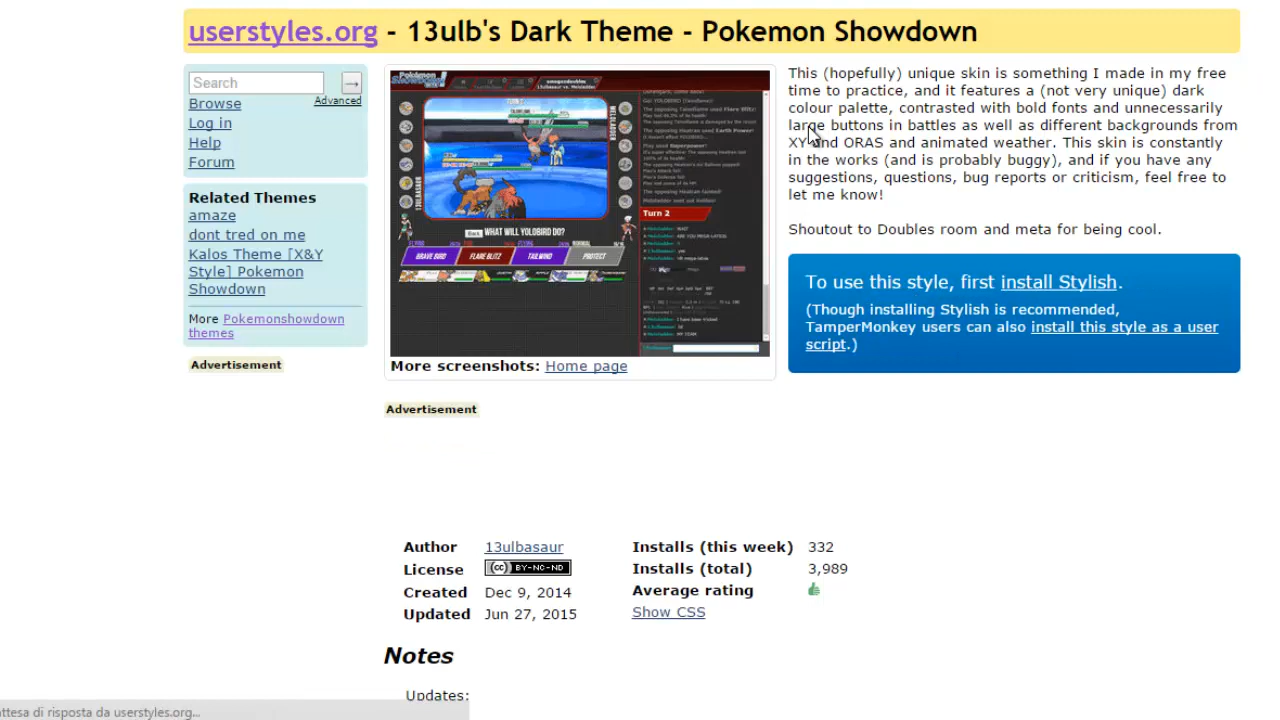 userstyles.org - 13ulb's Dark Theme - Pokemon Showdown
Search →
Advanced
Browse
Log in
Help
Forum
Related Themes
amaze
dont tred on me
Kalos Theme [X&Y
Style] Pokemon
Showdown
More Pokemonshowdown
themes
Advertisement
Turn 2
Back WHAT WILL YOLOBIRD DO?
BRAVE BIRD FLARE BLITZ TAILWIND PROTECT
More screenshots: Home page
Advertisement
This (hopefully) unique skin is something I made in my free
time to practice, and it features a (not very unique) dark
colour palette, contrasted with bold fonts and unnecessarily
large buttons in battles as well as different backgrounds from
XY and ORAS and animated weather. This skin is constantly
in the works (and is probably buggy), and if you have any
suggestions, questions, bug reports or criticism, feel free to
let me know!
Shoutout to Doubles room and meta for being cool.
To use this style, first install Stylish.
(Though installing Stylish is recommended,
TamperMonkey users can also install this style as a user
script.)
Author 13ulbasaur
License (cc) BY-NC-ND
Created Dec 9, 2014
Updated Jun 27, 2015
Installs (this week) 332
Installs (total) 3,989
Average rating
Show CSS
Notes
Updates:
ttesa di risposta da userstyles.org...